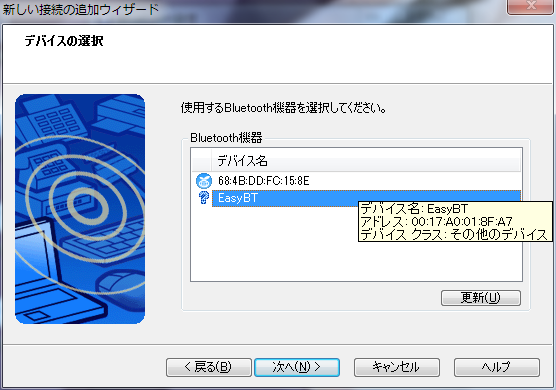 新しい接続の追加ウィザード
デバイスの選択
使用するBluetooth機器を選択してください。
Bluetooth機器
デバイス名
68:4B:DD:FC:15:8E
EasyBT
デバイス名: EasyBT
アドレス: 00:17:A0:01:8F:A7
デバイス クラス: その他のデバイス
更新(U)
< 戻る(B)
次へ(N) >
キャンセル
ヘルプ